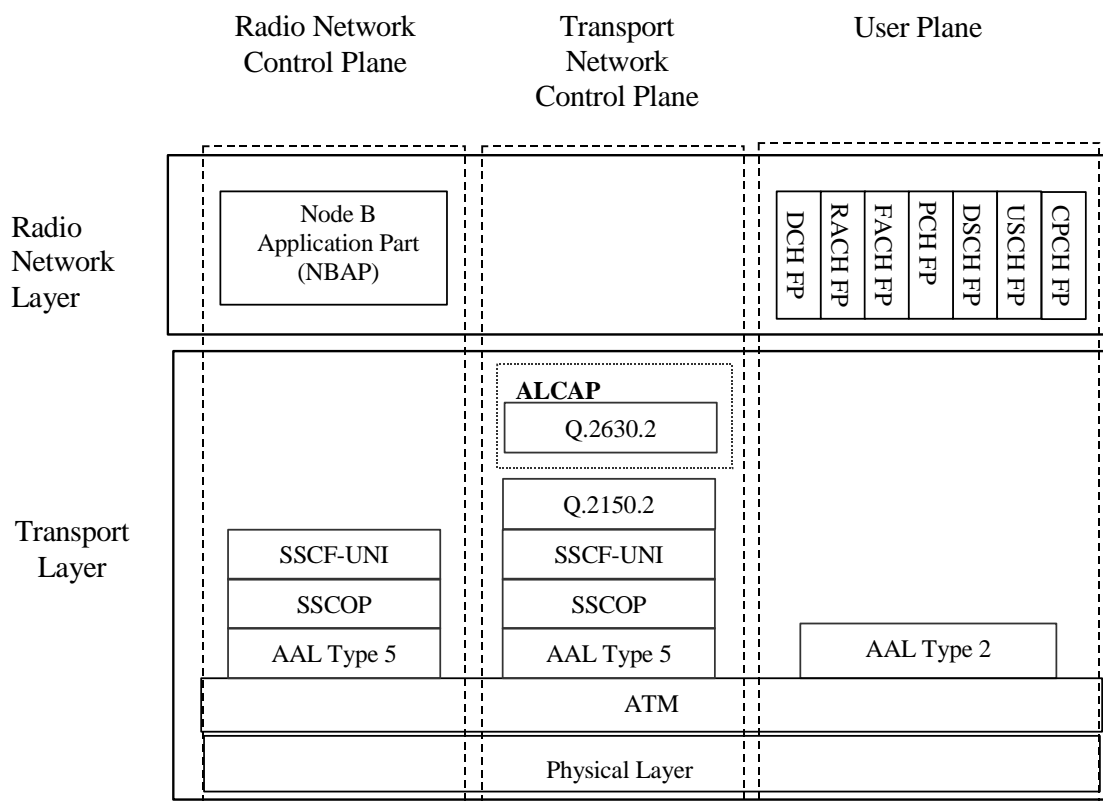 Radio Network
Control Plane
Transport
Network
Control Plane
User Plane
Radio
Network
Layer
Node B
Application Part
(NBAP)
DCH FP
RACH FP
FACH FP
PCH FP
DSCH FP
USCH FP
CPCH FP
Transport
Layer
ALCAP
Q.2630.2
Q.2150.2
SSCF-UNI
SSCF-UNI
SSCOP
SSCOP
AAL Type 5
AAL Type 5
AAL Type 2
ATM
Physical Layer